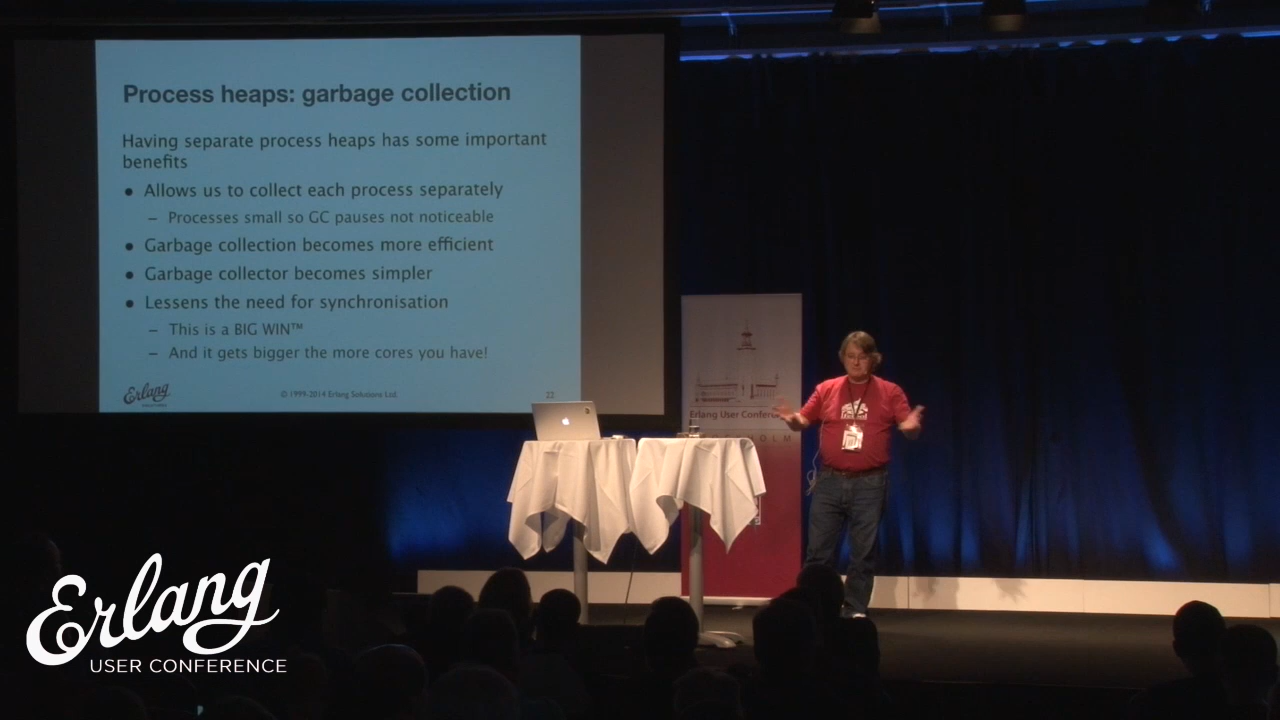 Process heaps: garbage collection
Having separate process heaps has some important
benefits
• Allows us to collect each process separately
– Processes small so GC pauses not noticeable
• Garbage collection becomes more efficient
• Garbage collector becomes simpler
• Lessens the need for synchronisation
– This is a BIG WIN™
– And it gets bigger the more cores you have!
Erlang
© 1999-2014 Erlang Solutions Ltd.
22
Erlang User
Erlang
USER CONFERENCE